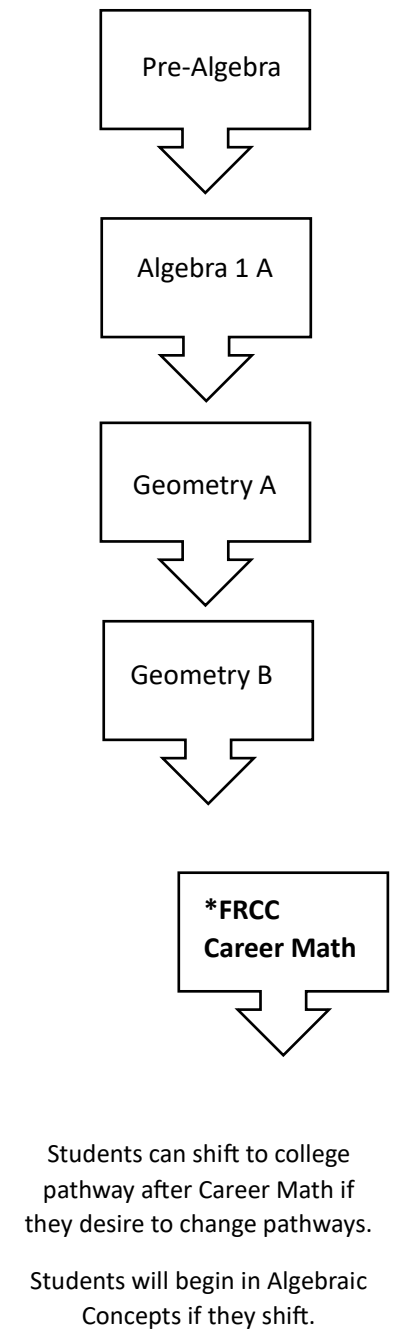 Pre-Algebra
Algebra 1 A
Geometry A
Geometry B
*FRCC
Career Math
Students can shift to college
pathway after Career Math if
they desire to change pathways.
Students will begin in Algebraic
Concepts if they shift.